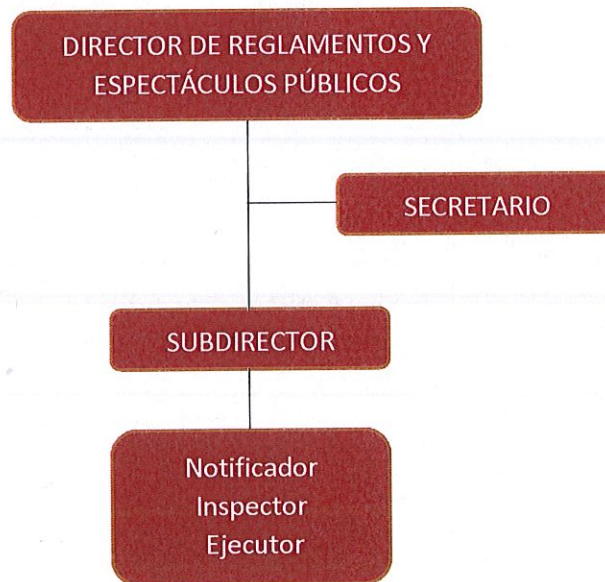 DIRECTOR DE REGLAMENTOS Y
ESPECTÁCULOS PÚBLICOS
SECRETARIO
SUBDIRECTOR
Notificador
Inspector
Ejecutor